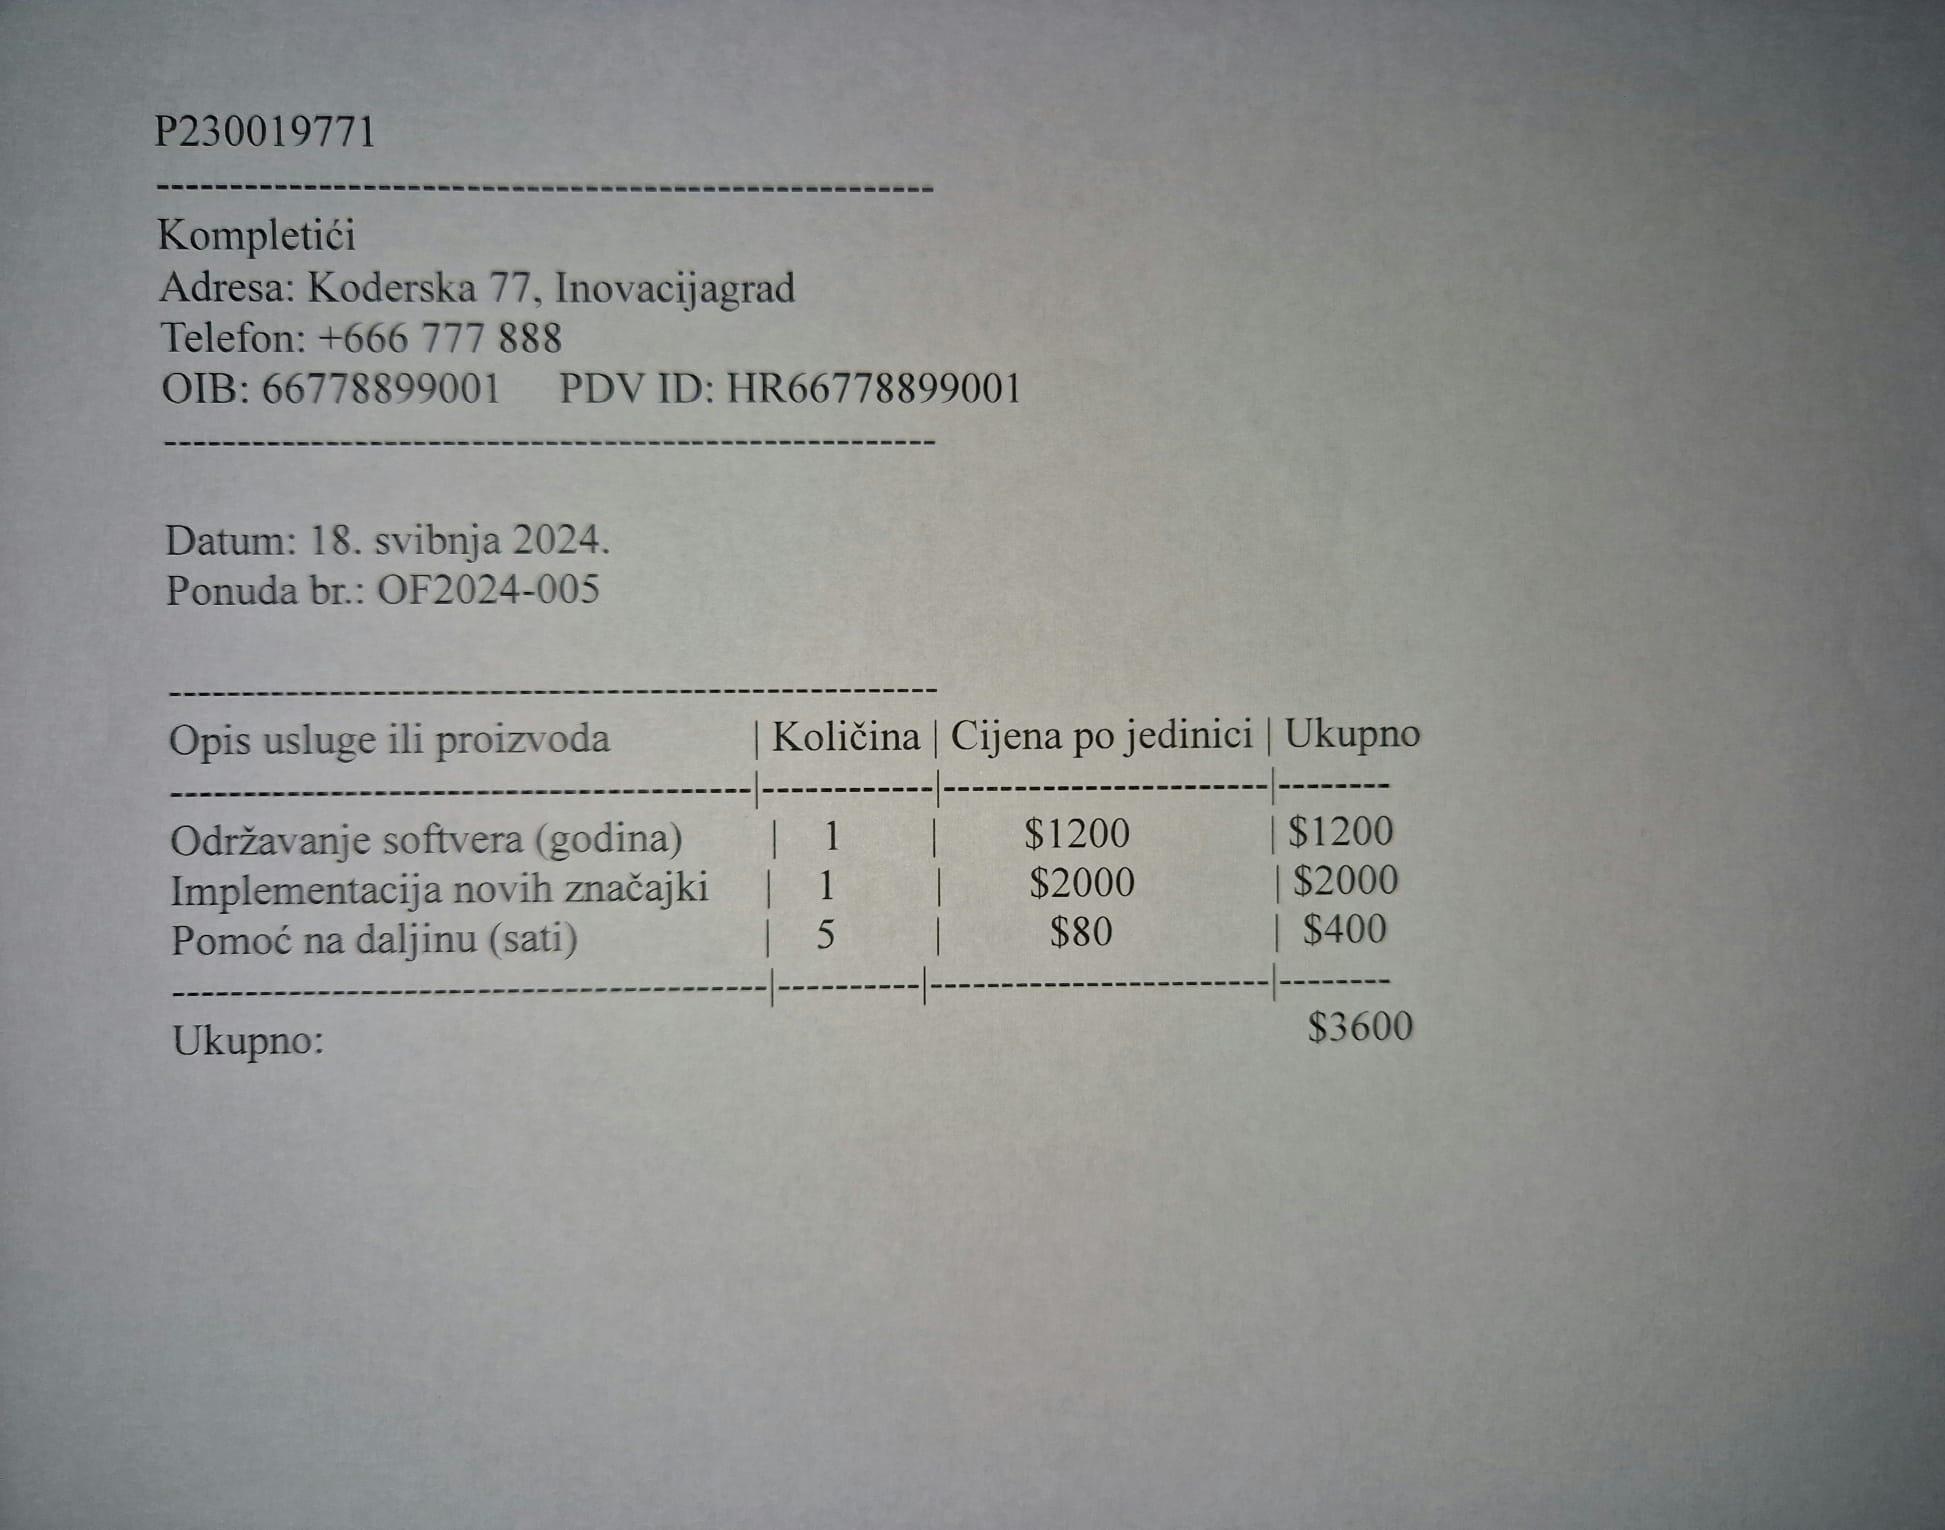 P230019771
-----------------------------------------------------
Kompletići
Adresa: Koderska 77, Inovacijagrad
Telefon: +666 777 888
OIB: 66778899001 PDV ID: HR66778899001
-----------------------------------------------------
Datum: 18. svibnja 2024.
Ponuda br.: OF2024-005
-----------------------------------------------------
Opis usluge ili proizvoda | Količina | Cijena po jedinici | Ukupno
----------------------------------------|------------|-----------------------|--------
Održavanje softvera (godina) | 1 | $1200 | $1200
Implementacija novih značajki | 1 | $2000 | $2000
Pomoć na daljinu (sati) | 5 | $80 | $400
-----------------------------------------|----------|------------------------|--------
Ukupno: $3600